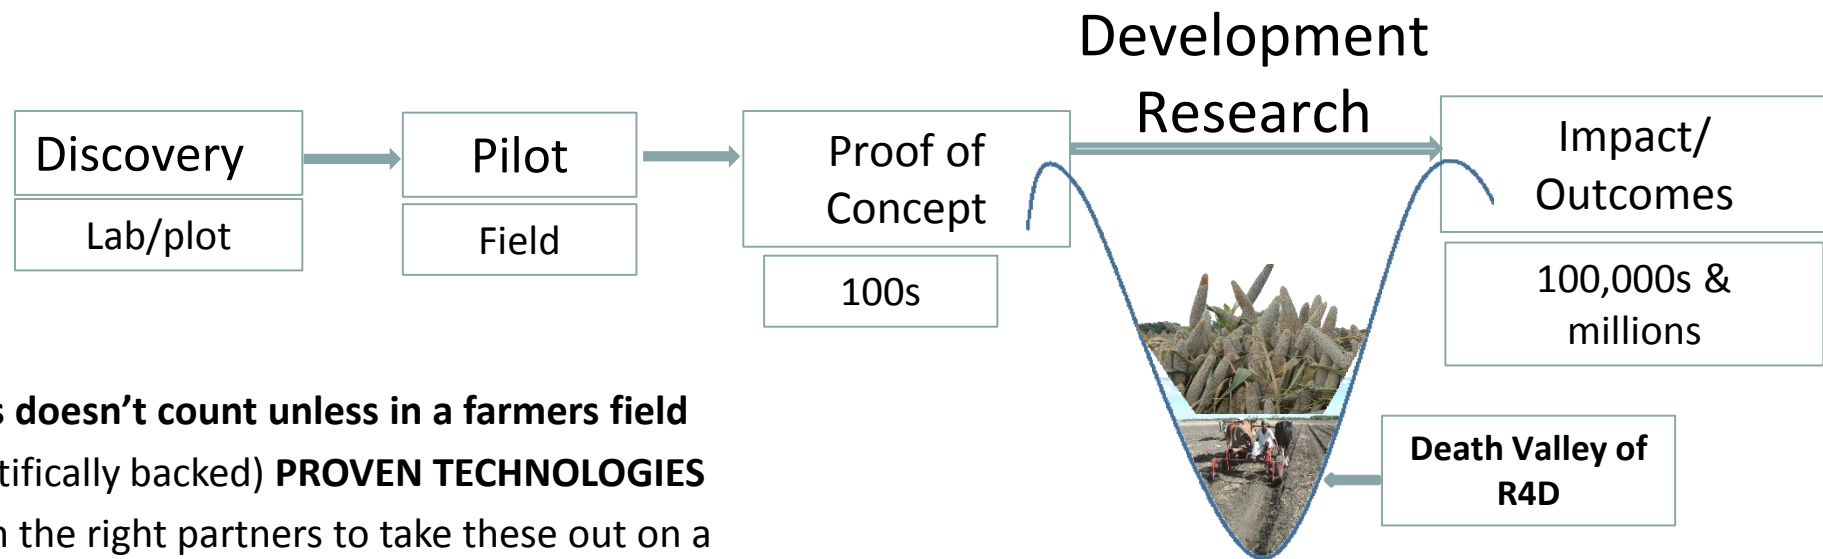 Development
Research
Discovery
Lab/plot
Pilot
Field
Proof of
Concept
100s
Impact/
Outcomes
100,000s &
millions
doesn’t count unless in a farmers field
backed) PROVEN TECHNOLOGIES
the right partners to take these out on a
Death Valley of
R4D